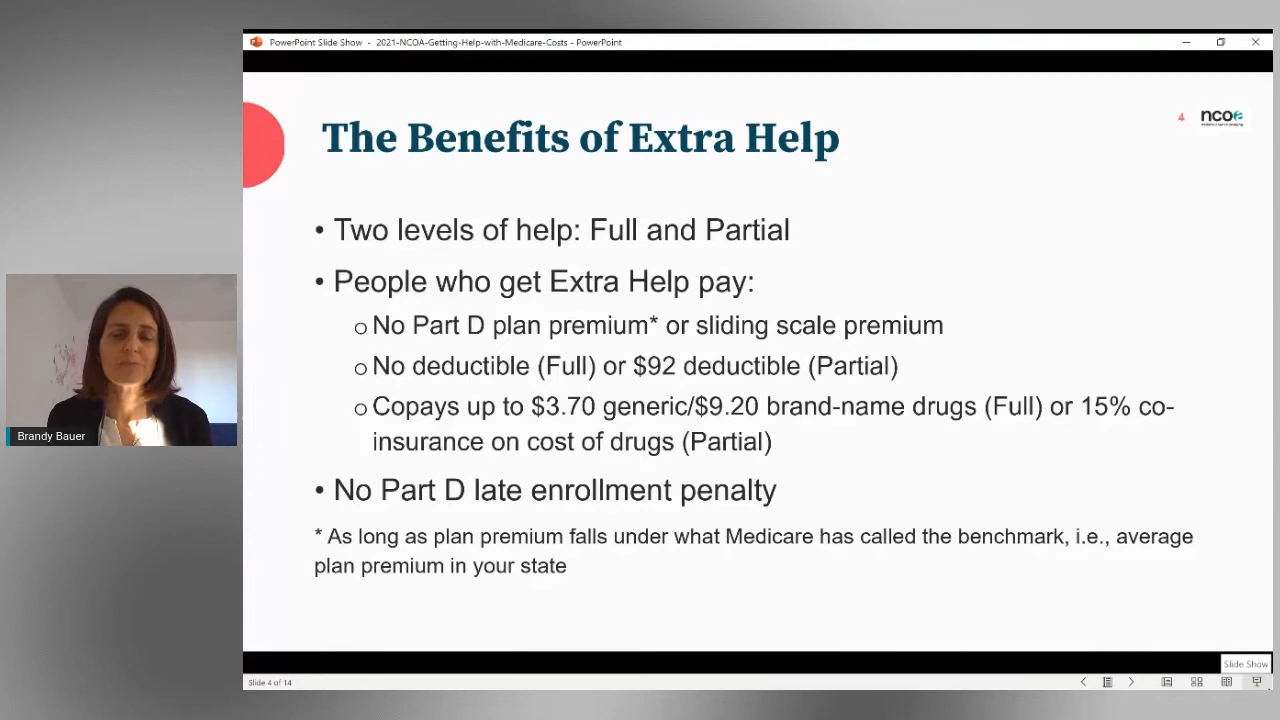 PowerPoint Slide Show - 2021-NCOA-Getting-Help-with-Medicare-Costs - PowerPoint
The Benefits of Extra Help
4
ncoa
• Two levels of help: Full and Partial
• People who get Extra Help pay:
o No Part D plan premium* or sliding scale premium
o No deductible (Full) or $92 deductible (Partial)
o Copays up to $3.70 generic/$9.20 brand-name drugs (Full) or 15% co-
insurance on cost of drugs (Partial)
• No Part D late enrollment penalty
* As long as plan premium falls under what Medicare has called the benchmark, i.e., average
plan premium in your state
Brandy Bauer
Slide Show
Slide 4 of 14